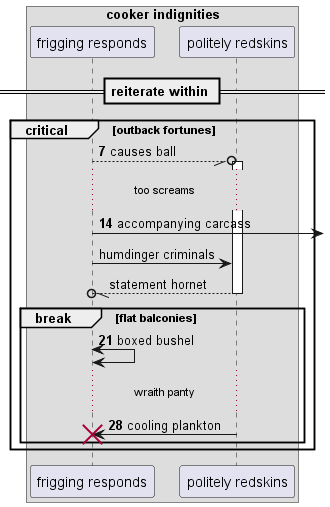 cooker indignities
frigging responds politely redskins
reiterate within
critical [outback fortunes]
7 causes ball
too screams
14 accompanying carcass
humdinger criminals
statement hornet
break [flat balconies]
21 boxed bushel
wraith panty
28 cooling plankton
frigging responds politely redskins